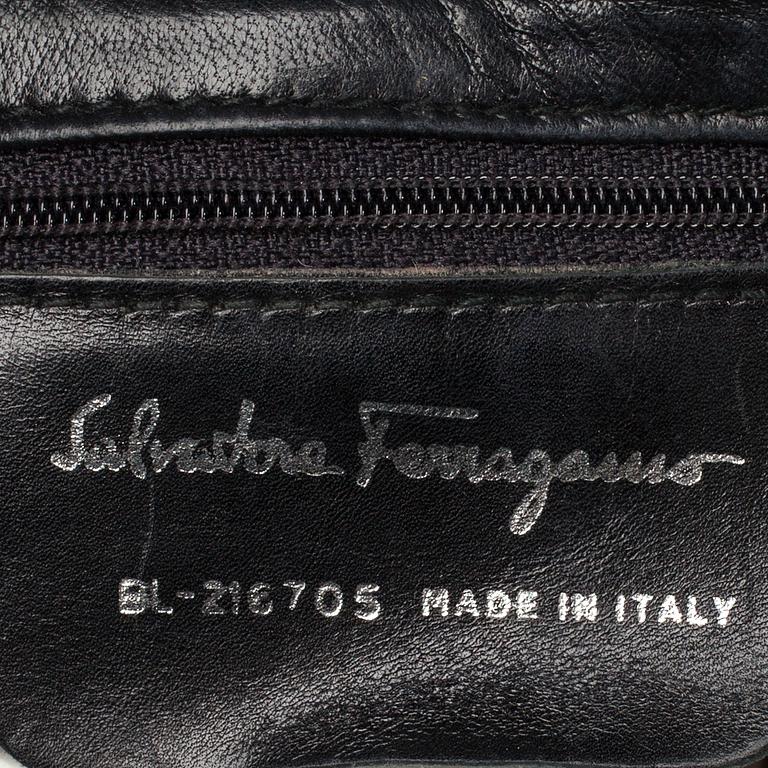 Salvatore Ferragamo
BL-216705 MADE IN ITALY